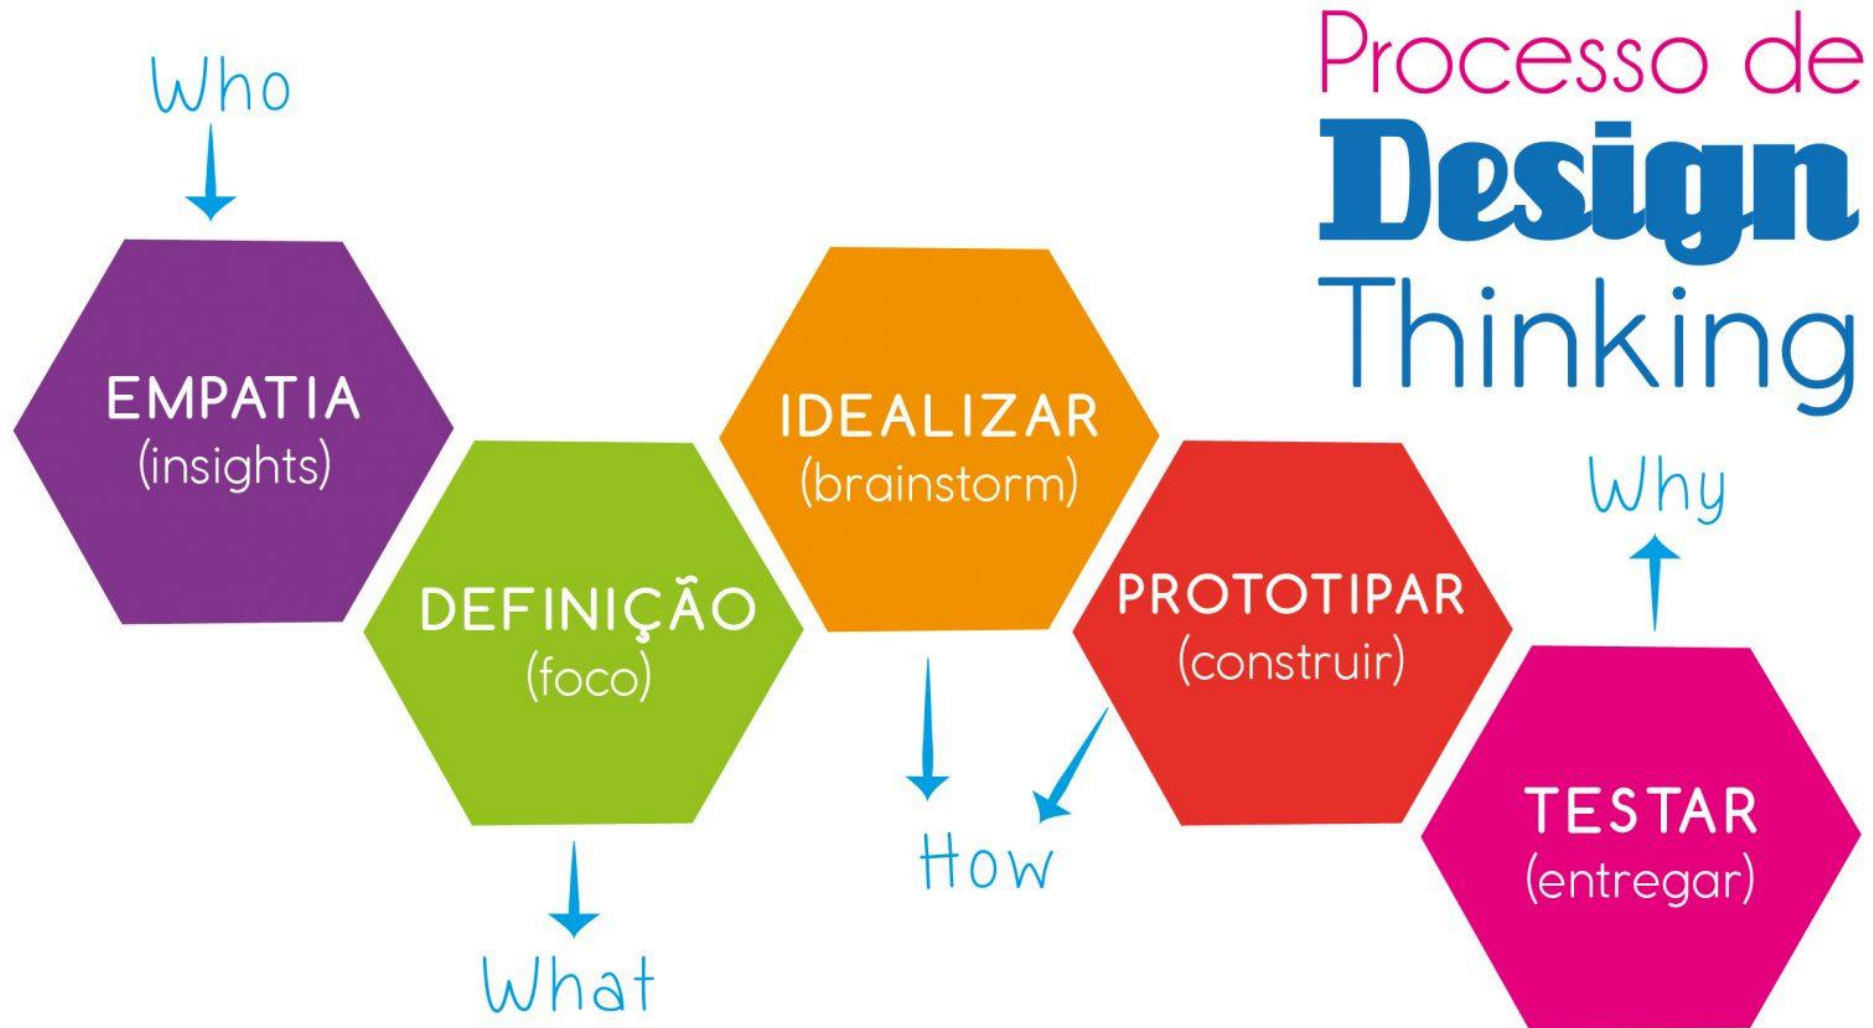 Processo de
Design
Thinking
Who
EMPATIA
(insights)
DEFINIÇÃO
(foco)
What
IDEALIZAR
(brainstorm)
How
PROTOTIPAR
(construir)
Why
TESTAR
(entregar)